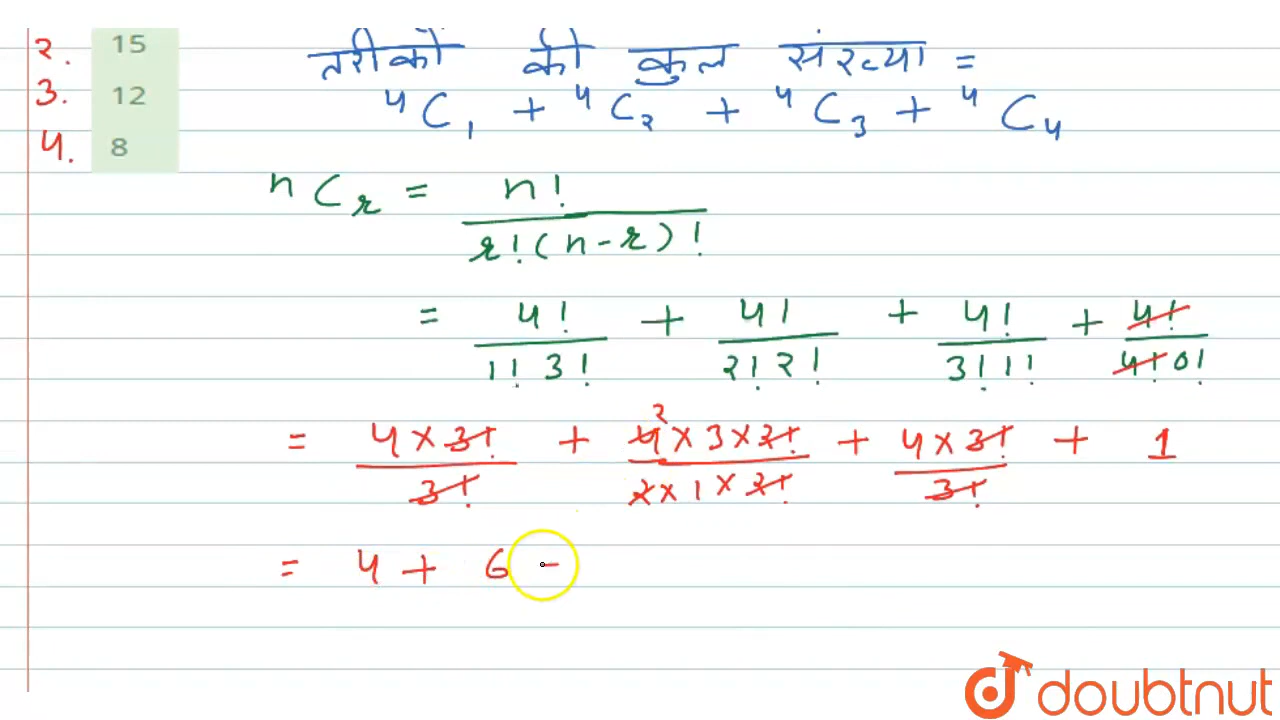 2. 15
तरीको की कुल संख्या =
3. 12
⁴C₁ + ⁴C₂ + ⁴C₃ + ⁴C₄
4. 8
ⁿCᵣ = n! / r!(n-r)!
= 4! / 1! 3! + 4! / 2! 2! + 4! / 3! 1! + 4! / 4! 0!
= 4 × 3! / 3! + 4² × 3 × 2! / 2 × 1 × 2! + 4 × 3! / 3! + 1
= 4 + 6 -
doubtnut